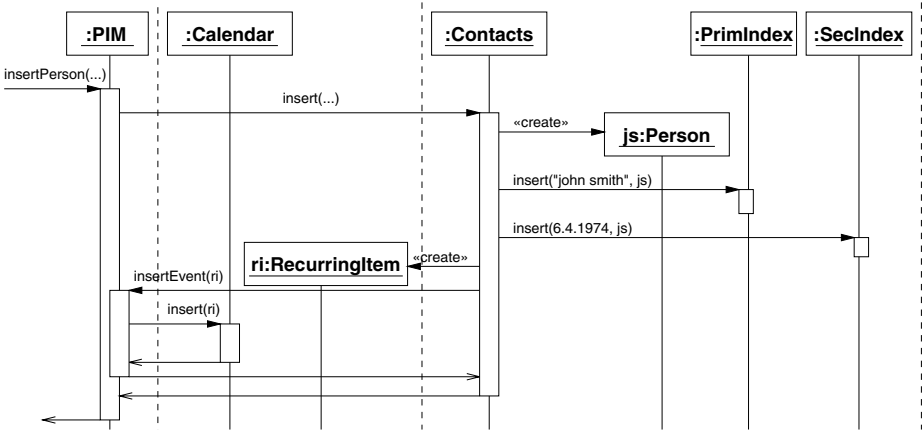 :PIM
:Calendar
:Contacts
:PrimIndex
:SecIndex
insertPerson(...)
insert(...)
«create»
js:Person
insert("john smith", js)
insert(6.4.1974, js)
ri:RecurringItem
«create»
insertEvent(ri)
insert(ri)